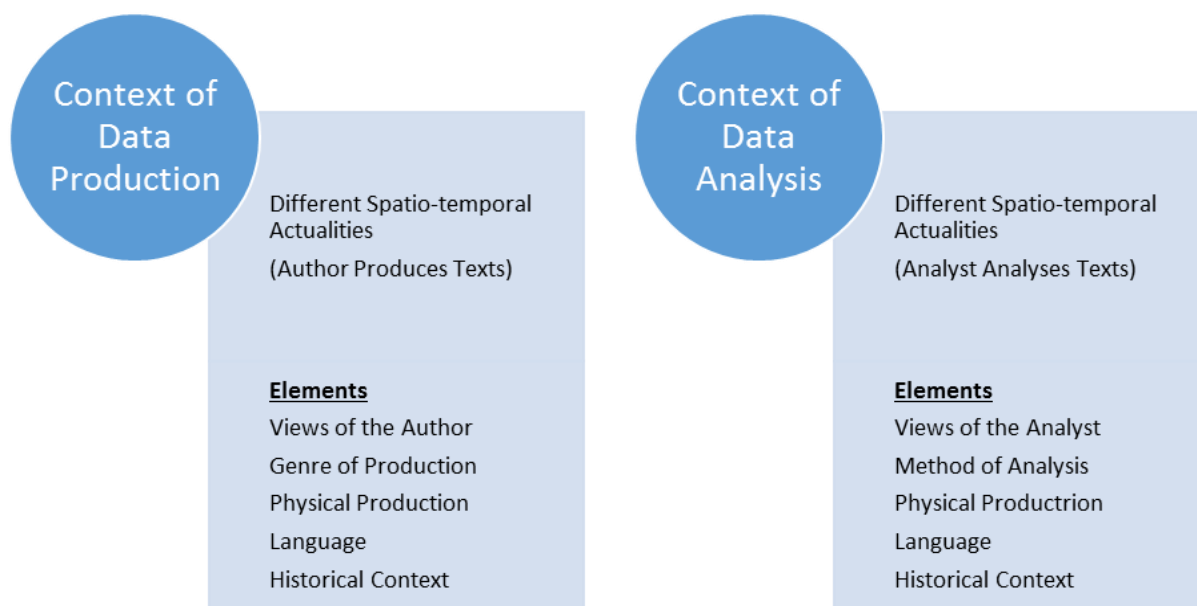 Context of
Data
Production
Different Spatio-temporal
Actualities
(Author Produces Texts)
Elements
Views of the Author
Genre of Production
Physical Production
Language
Historical Context
Context of
Data
Analysis
Different Spatio-temporal
Actualities
(Analyst Analyses Texts)
Elements
Views of the Analyst
Method of Analysis
Physical Productrion
Language
Historical Context